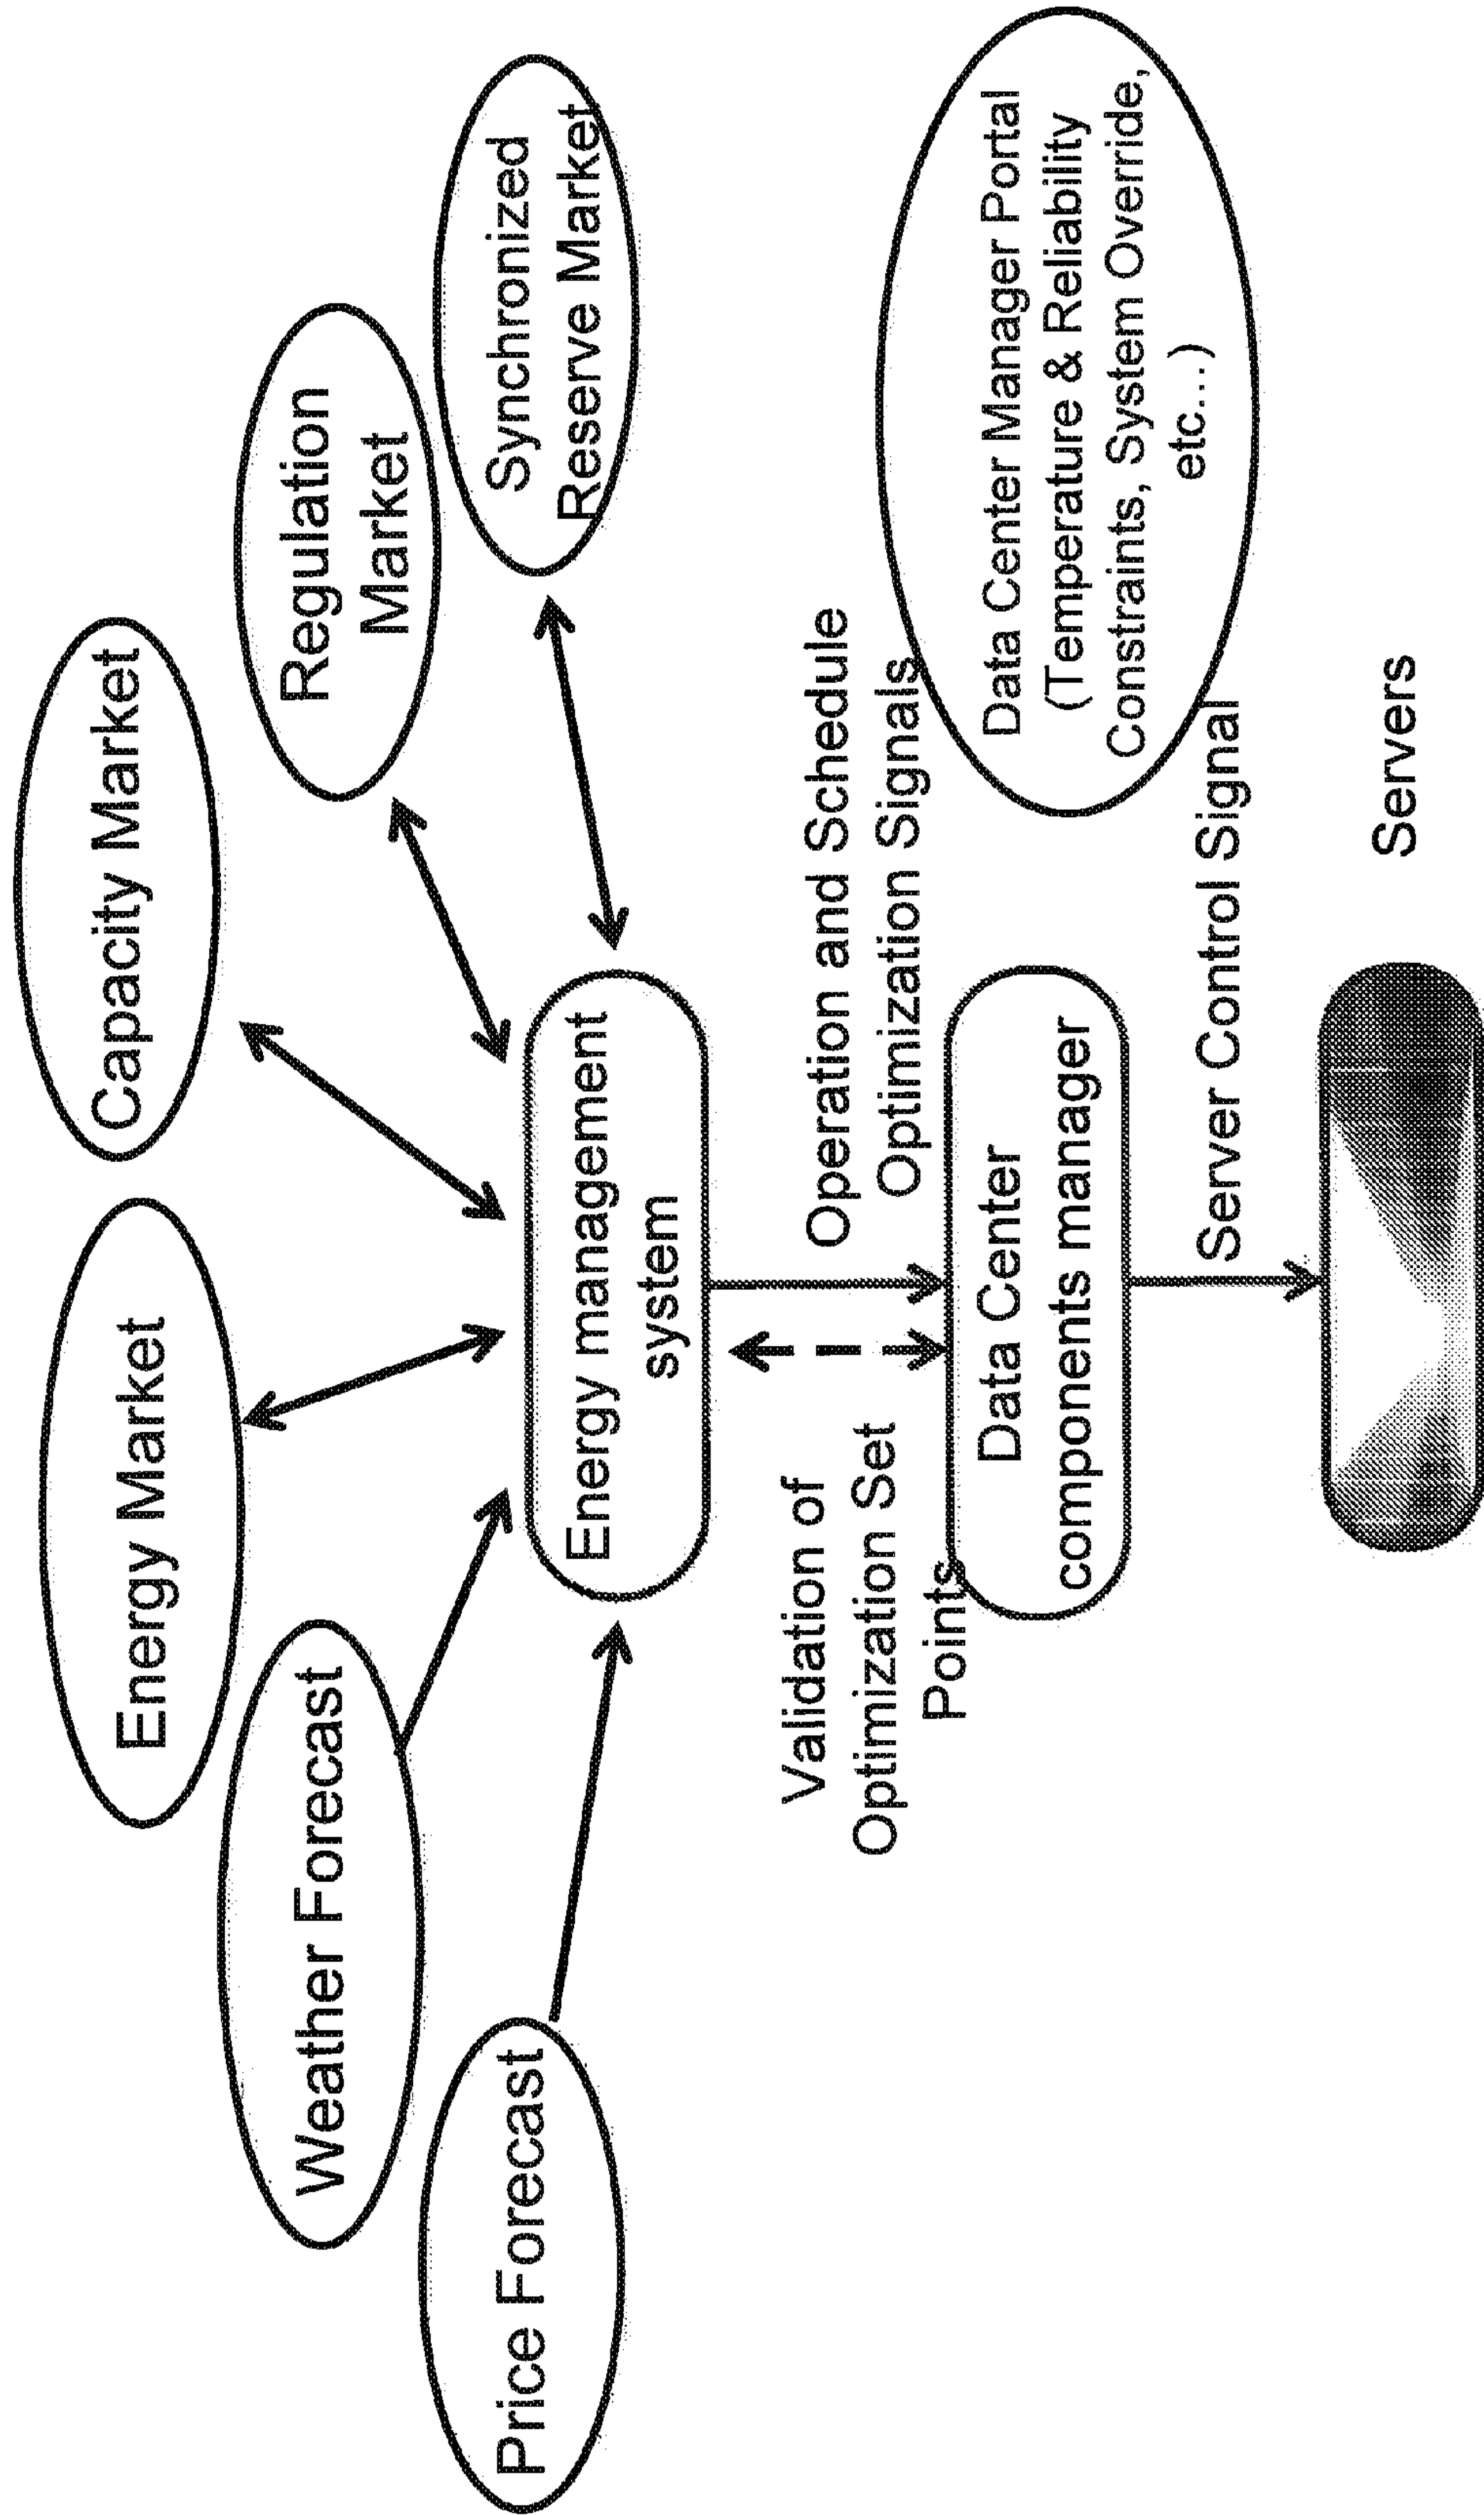 Capacity Market
Energy Market
Weather Forecast
Regulation
Market
Price Forecast
Synchronized
Reserve Market
Energy management
system
Validation of
Optimization Set
Points
Operation and Schedule
Optimization Signals
Data Center
components manager
Data Center Manager Portal
(Temperature & Reliability
Constraints, System Override,
etc...)
Server Control Signal
Servers